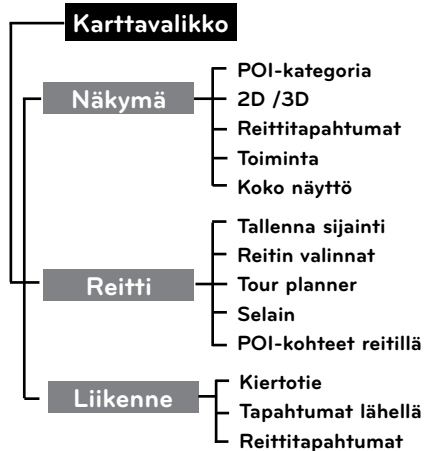 Karttavalikko
Näkymä
POI-kategoria
2D /3D
Reittitapahtumat
Toiminta
Koko näyttö
Reitti
Tallenna sijainti
Reitin valinnat
Tour planner
Selain
POI-kohteet reitillä
Liikenne
Kiertotie
Tapahtumat lähellä
Reittitapahtumat